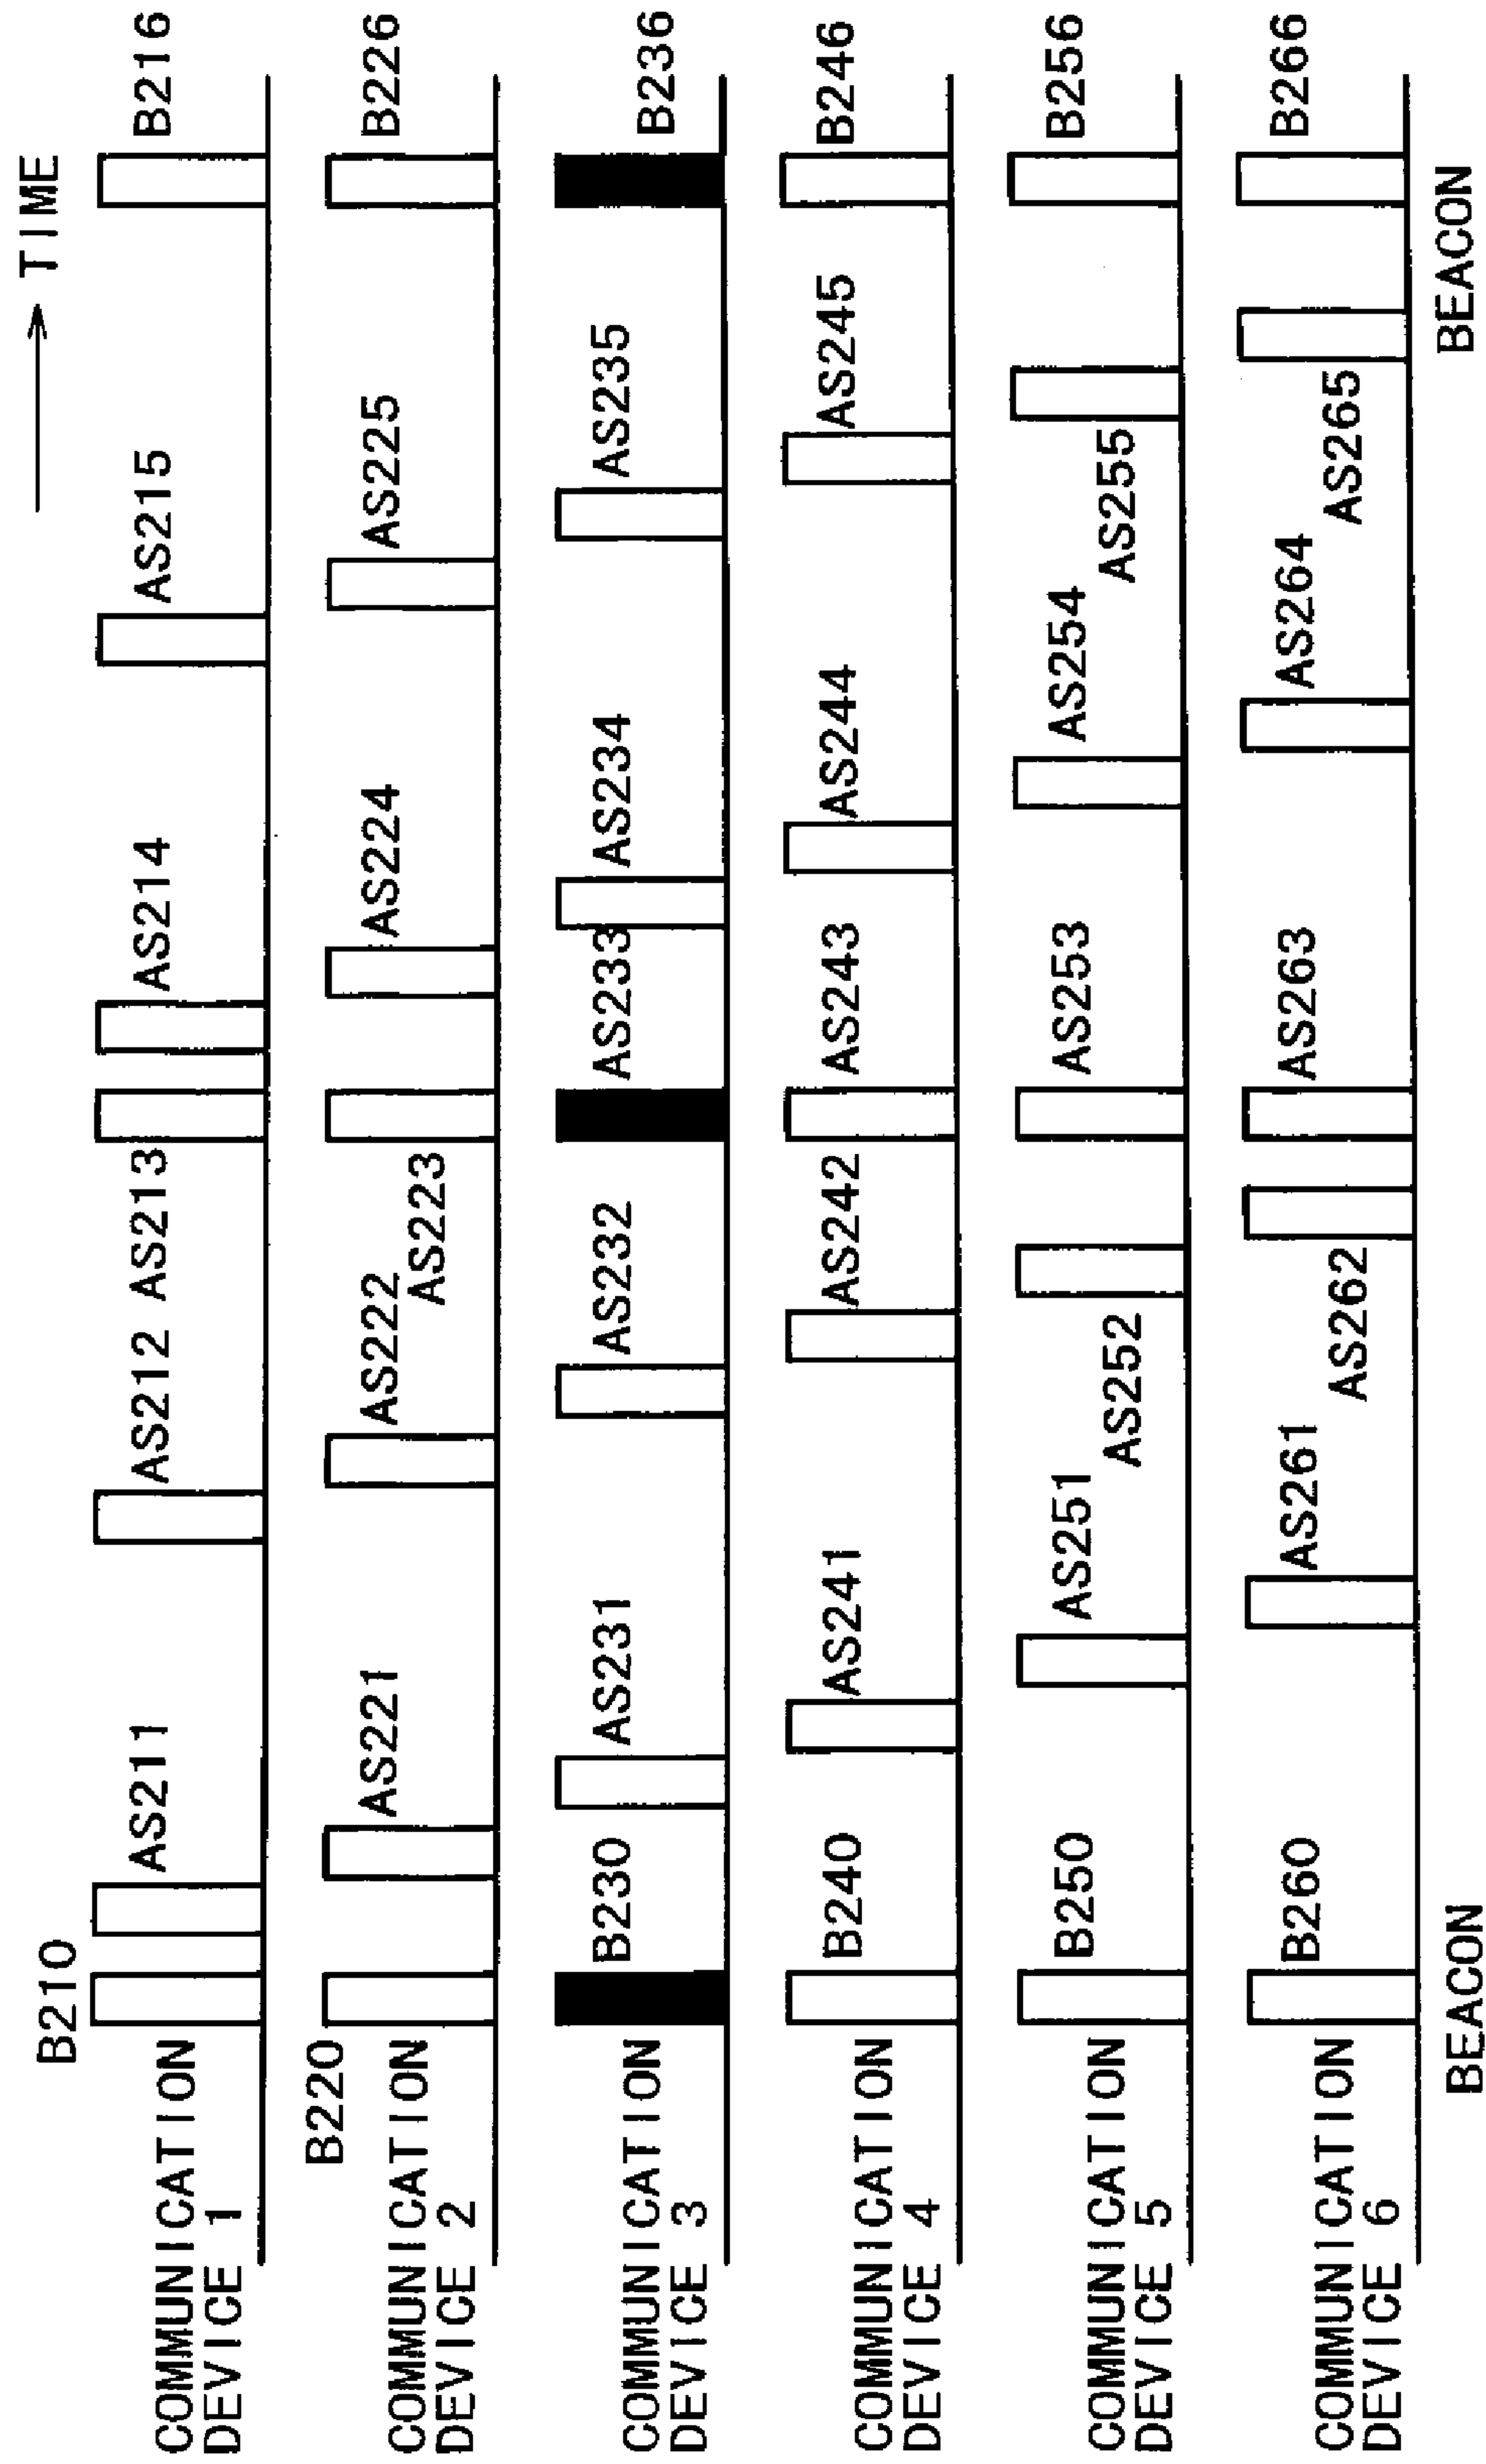 TIME
B210
COMMUNICATION
DEVICE 1
AS211
AS212
AS213
AS214
AS215
B216
B220
COMMUNICATION
DEVICE 2
AS221
AS222
AS223
AS224
AS225
B226
COMMUNICATION
DEVICE 3
B230
AS231
AS232
AS233
AS234
AS235
B236
COMMUNICATION
DEVICE 4
B240
AS241
AS242
AS243
AS244
AS245
B246
COMMUNICATION
DEVICE 5
B250
AS251
AS252
AS253
AS254
AS255
B256
COMMUNICATION
DEVICE 6
B260
AS261
AS262
AS263
AS264
AS265
B266
BEACON
BEACON